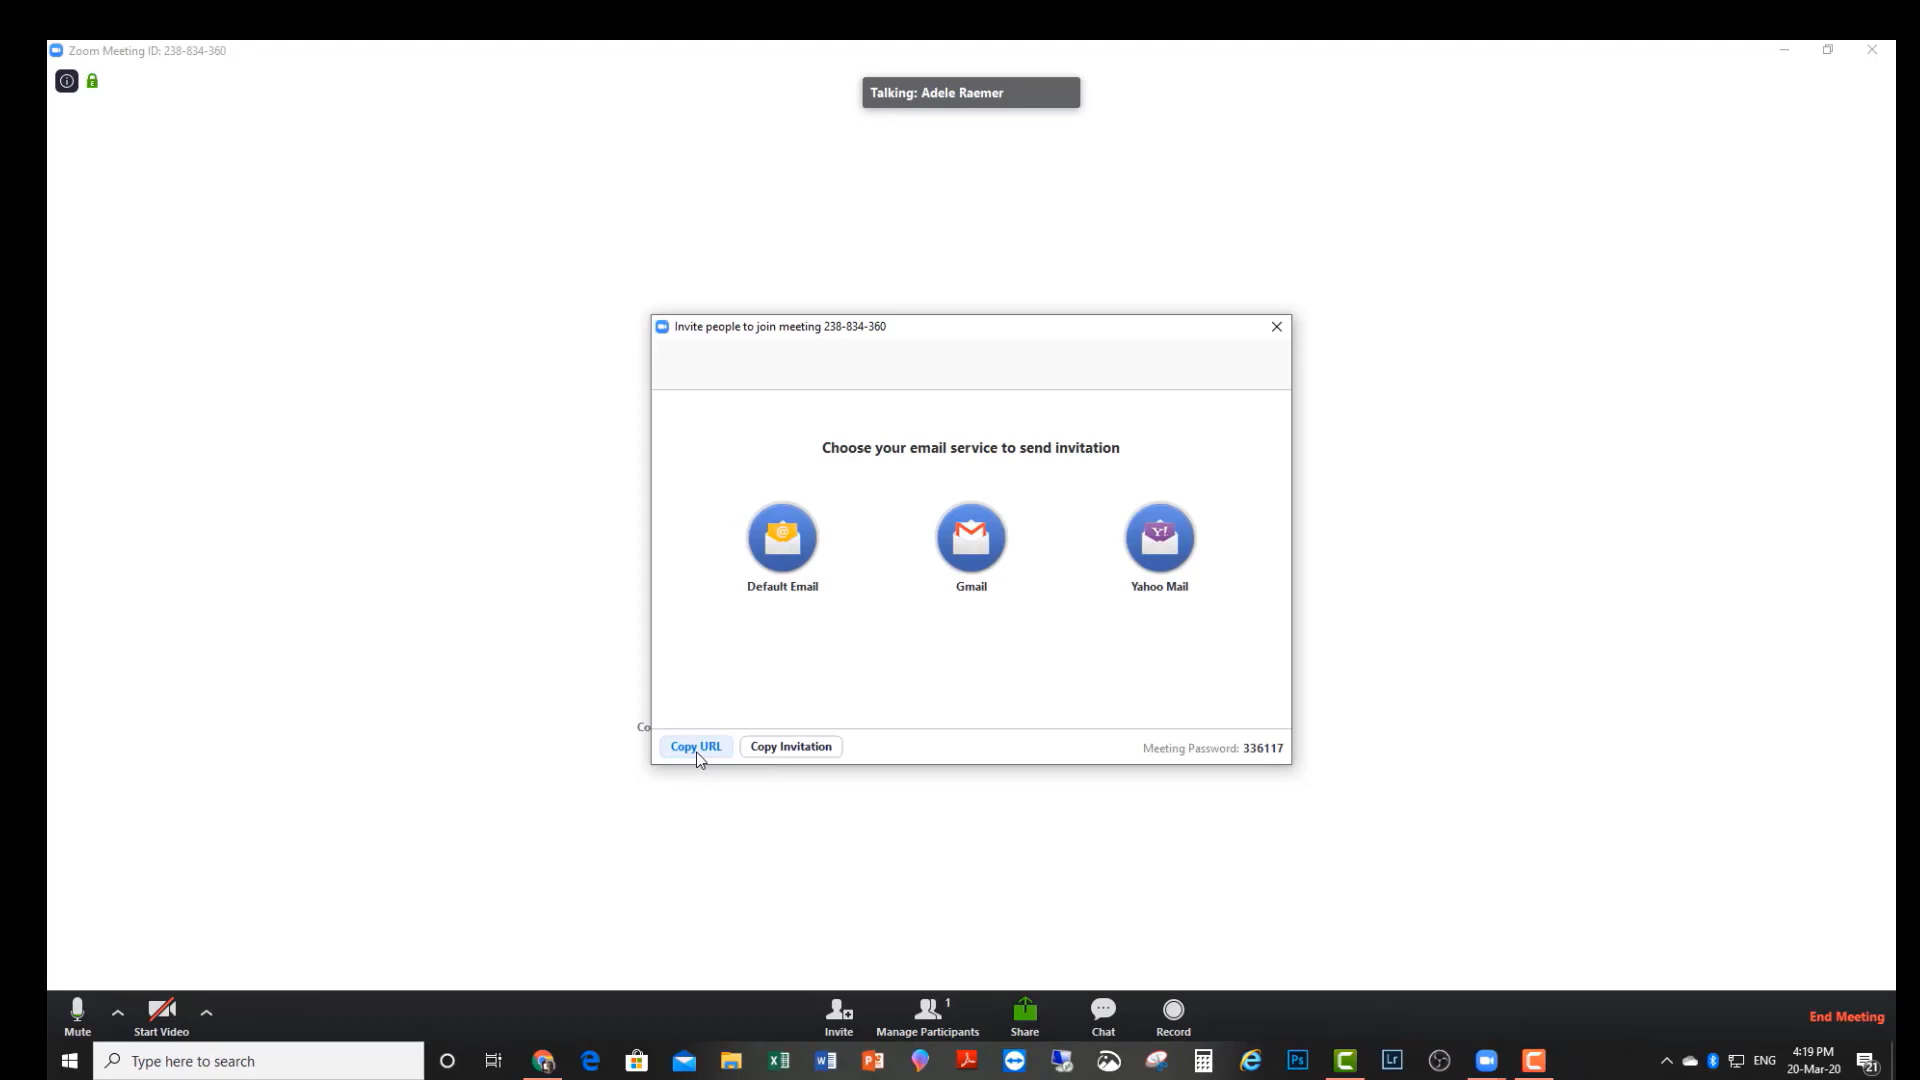 Zoom Meeting ID: 238-834-360
Talking: Adele Raemer
Invite people to join meeting 238-834-360
Choose your email service to send invitation
Default Email
Gmail
Yahoo Mail
Co
Copy URL
Copy Invitation
Meeting Password: 336117
Mute
Start Video
Invite
1
Manage Participants
Share
Chat
Record
End Meeting
Type here to search
ENG
4:19 PM
20-Mar-20
21